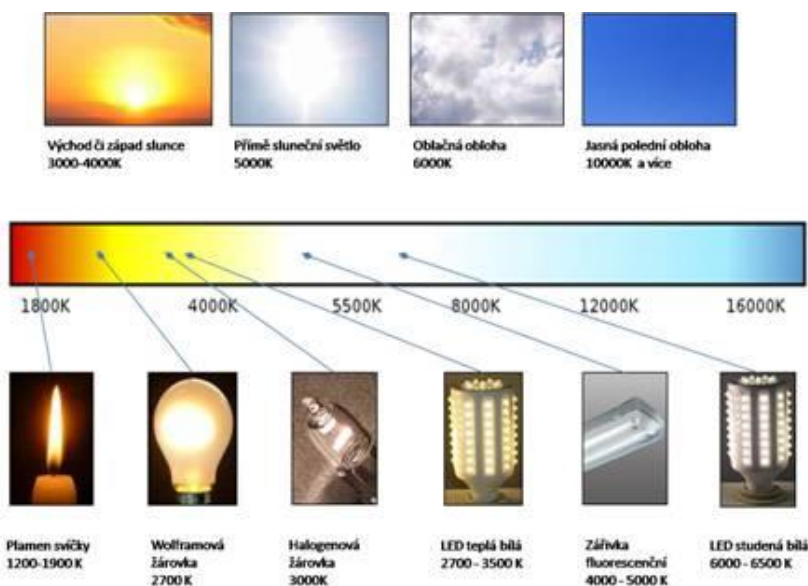 Východ či západ slunce
3000-4000K
Přímě sluneční světlo
5000K
Oblačná obloha
6000K
Jasná polední obloha
10000K a více
1800K
4000K
5500K
8000K
12000K
16000K
Plamen svíčky
1200-1900 K
Wolframová
žárovka
2700 K
Halogenová
žárovka
3000K
LED teplá bílá
2700 - 3500 K
Zářivka
fluorescenční
4000 - 5000 K
LED studená bílá
6000 - 6500 K